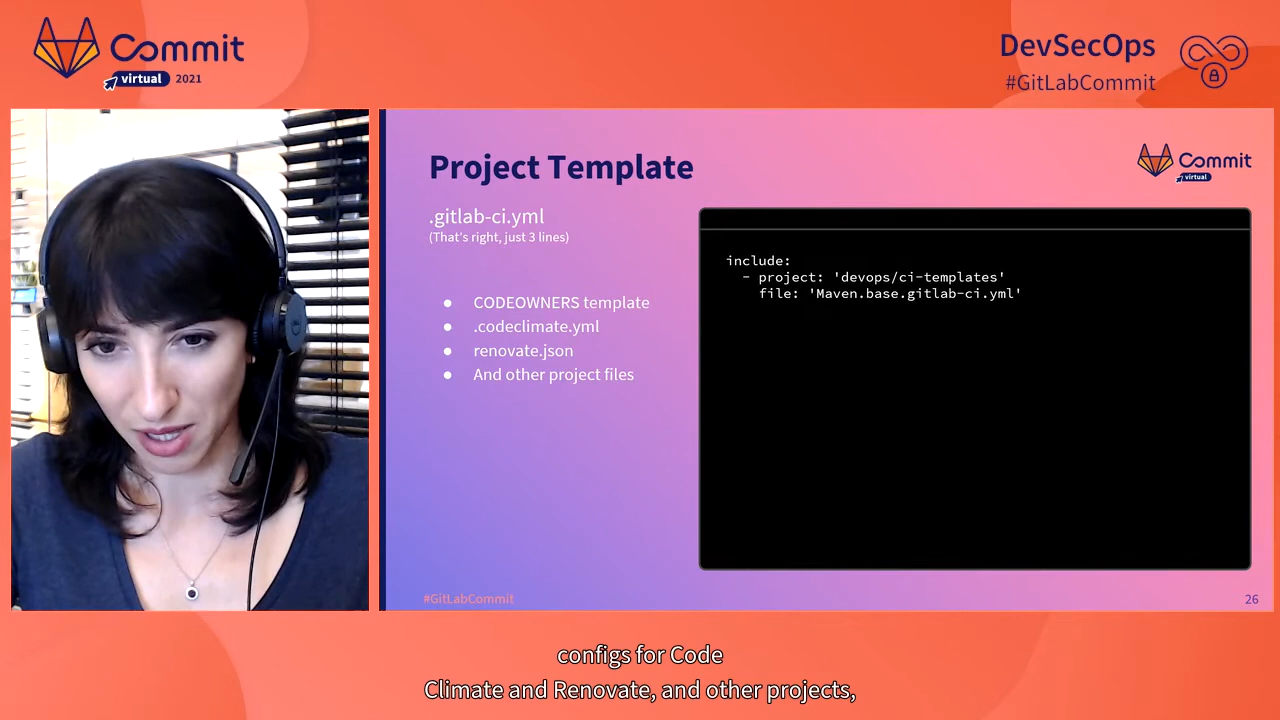 Commit
virtual 2021
DevSecOps
#GitLabCommit
Project Template
Commit
virtual
.gitlab-ci.yml
(That's right, just 3 lines)
● CODEOWNERS template
● .codeclimate.yml
● renovate.json
● And other project files
include:
  - project: 'devops/ci-templates'
    file: 'Maven.base.gitlab-ci.yml'
#GitLabCommit
26
configs for Code
Climate and Renovate, and other projects,